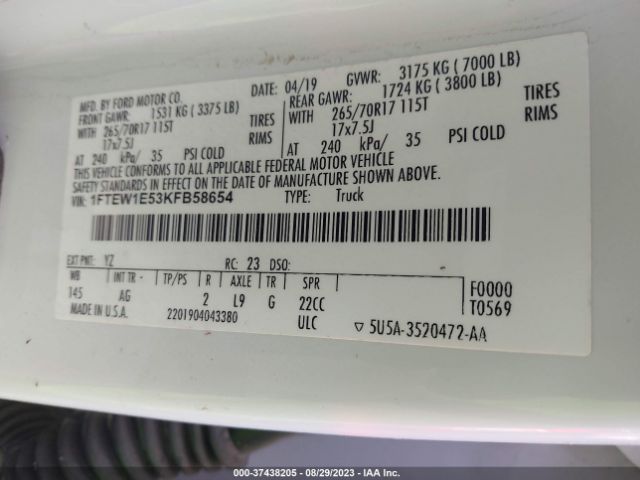 MFD. BY FORD MOTOR CO. DATE: 04/19 GVWR: 3175 KG ( 7000 LB)
FRONT GAWR: 1531 KG ( 3375 LB) REAR GAWR: 1724 KG ( 3800 LB)
WITH 265/70R17 115T TIRES WITH 265/70R17 115T TIRES
17x7.5J RIMS 17x7.5J RIMS
AT 240 kPa/ 35 PSI COLD AT 240 kPa/ 35 PSI COLD
THIS VEHICLE CONFORMS TO ALL APPLICABLE FEDERAL MOTOR VEHICLE
SAFETY STANDARDS IN EFFECT ON THE DATE OF MANUFACTURE SHOWN ABOVE.
VIN: 1FTEW1E53KFB58654 TYPE: Truck
EXT PNT: YZ RC: 23 DSO:
WB INT TR - TP/PS R AXLE TR SPR F0000
145 AG 2 L9 G 22CC T0569
MADE IN U.S.A. 2201904043380 ULC ▽ 5U5A-3520472-AA
000-37438205 - 08/29/2023 - IAA Inc.